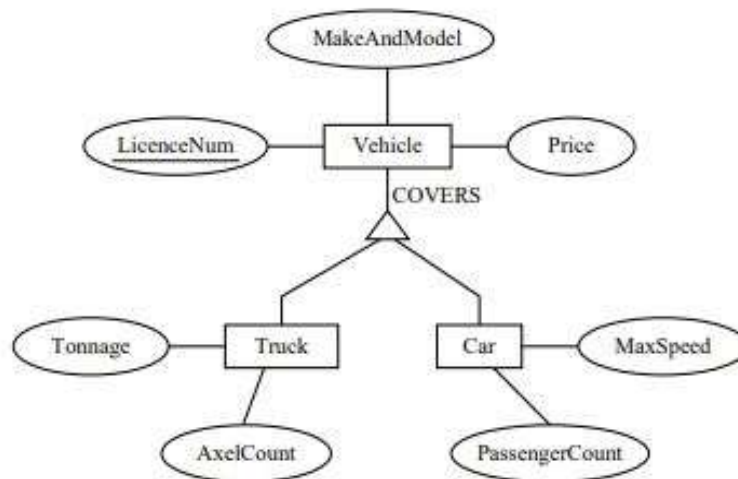 MakeAndModel
LicenceNum
Vehicle
Price
COVERS
Tonnage
Truck
Car
MaxSpeed
AxelCount
PassengerCount